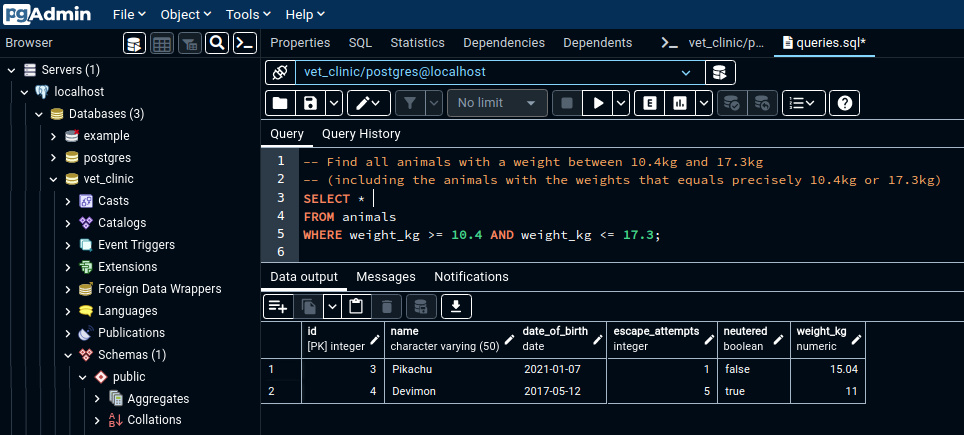 pgAdmin File Object Tools Help
Browser
Properties SQL Statistics Dependencies Dependents vet_clinic/p... queries.sql*
Servers (1)
localhost
Databases (3)
example
postgres
vet_clinic
Casts
Catalogs
Event Triggers
Extensions
Foreign Data Wrappers
Languages
Publications
Schemas (1)
public
Aggregates
Collations
vet_clinic/postgres@localhost
No limit
E
Query Query History
1 -- Find all animals with a weight between 10.4kg and 17.3kg
2 -- (including the animals with the weights that equals precisely 10.4kg or 17.3kg)
3 SELECT *
4 FROM animals
5 WHERE weight_kg >= 10.4 AND weight_kg <= 17.3;
6
Data output Messages Notifications
id name date_of_birth escape_attempts neutered weight_kg
[PK] integer character varying (50) date integer boolean numeric
1 3 Pikachu 2021-01-07 1 false 15.04
2 4 Devimon 2017-05-12 5 true 11